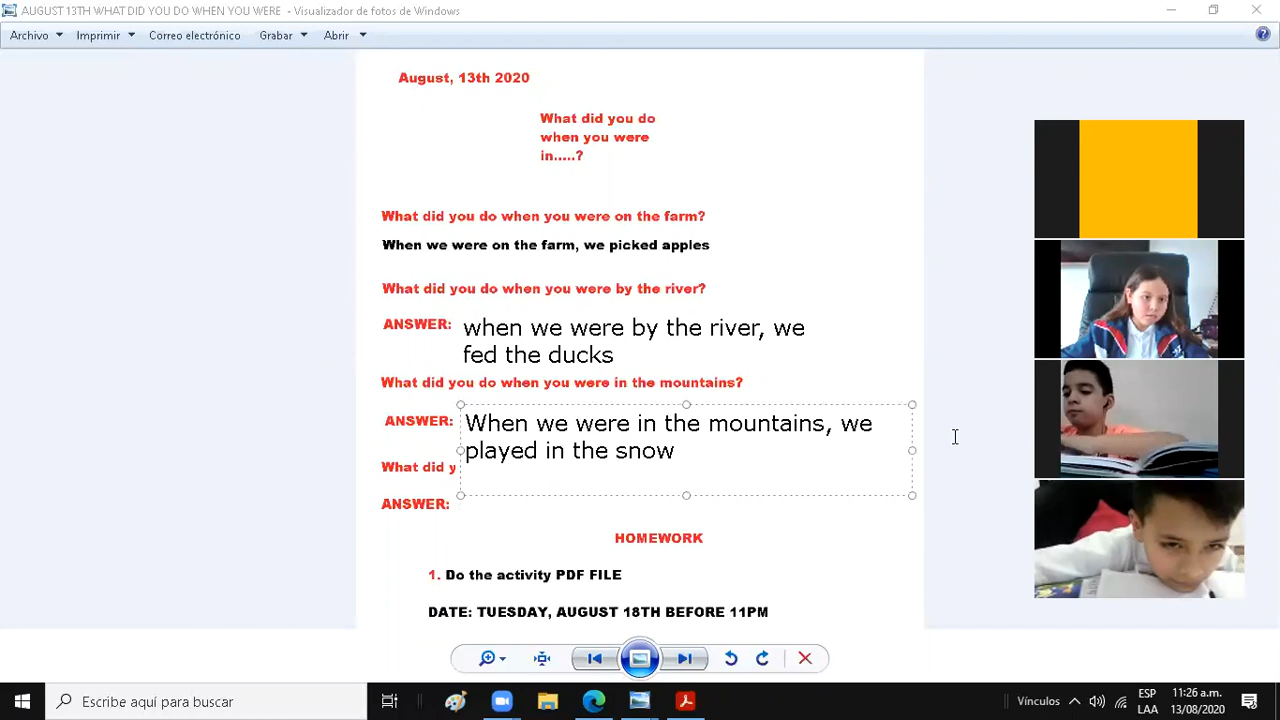 AUGUST 13TH WHAT DID YOU DO WHEN YOU WERE - Visualizador de fotos de Windows
Archivo Imprimir Correo electrónico Grabar Abrir
August, 13th 2020
What did you do
when you were
in.....?
What did you do when you were on the farm?
When we were on the farm, we picked apples
What did you do when you were by the river?
ANSWER: when we were by the river, we
fed the ducks
What did you do when you were in the mountains?
ANSWER: When we were in the mountains, we
played in the snow
What did y
ANSWER:
HOMEWORK
1. Do the activity PDF FILE
DATE: TUESDAY, AUGUST 18TH BEFORE 11PM
Escribe aquí para buscar
Vínculos
ESP
LAA
11:26 a.m.
13/08/2020